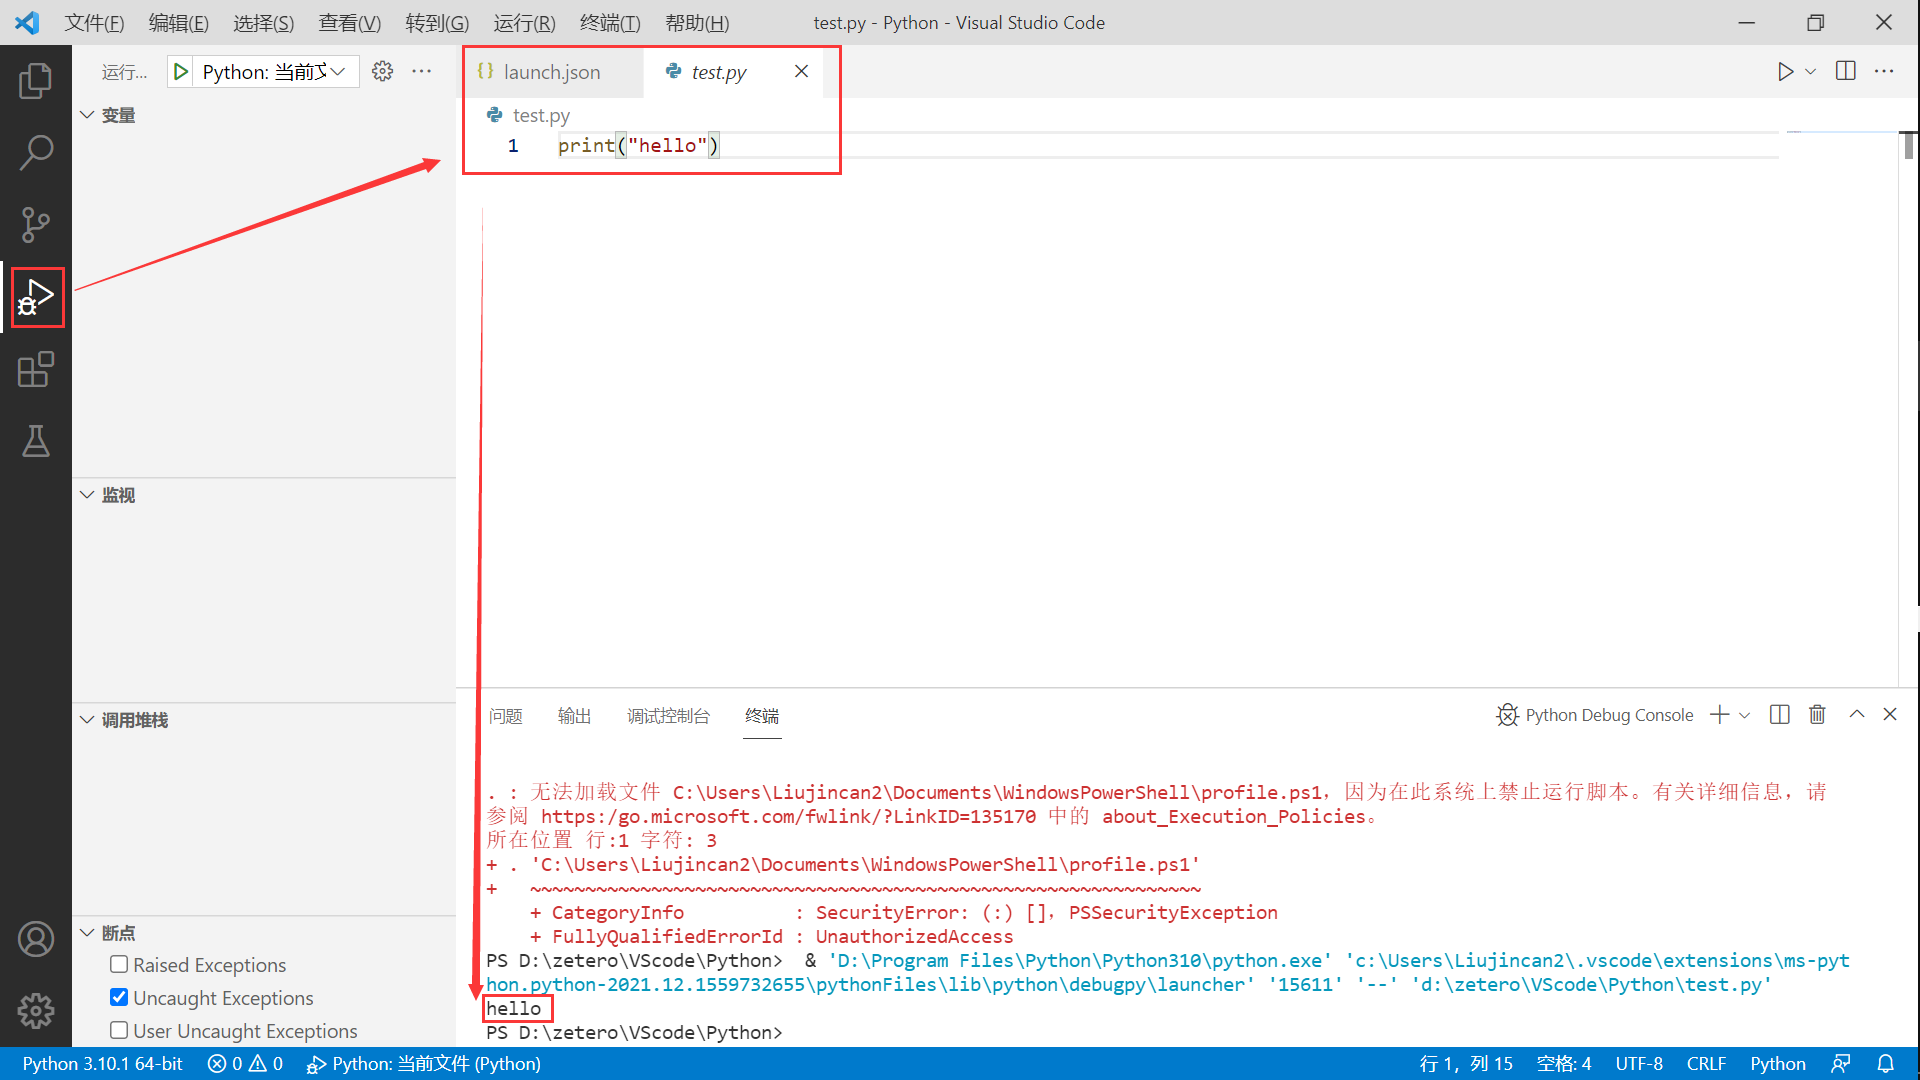 文件(F) 编辑(E) 选择(S) 查看(V) 转到(G) 运行(R) 终端(T) 帮助(H) test.py - Python - Visual Studio Code
运行... Python: 当前文
launch.json test.py
变量
test.py
1 print("hello")
监视
调用堆栈
问题 输出 调试控制台 终端 Python Debug Console
. : 无法加载文件 C:\Users\Liujincan2\Documents\WindowsPowerShell\profile.ps1，因为在此系统上禁止运行脚本。有关详细信息，请
参阅 https:/go.microsoft.com/fwlink/?LinkID=135170 中的 about_Execution_Policies。
所在位置 行:1 字符: 3
+ . 'C:\Users\Liujincan2\Documents\WindowsPowerShell\profile.ps1'
+   ~~~~~~~~~~~~~~~~~~~~~~~~~~~~~~~~~~~~~~~~~~~~~~~~~~~~~~~~~~~~~
    + CategoryInfo          : SecurityError: (:) []，PSSecurityException
    + FullyQualifiedErrorId : UnauthorizedAccess
PS D:\zetero\VScode\Python>  & 'D:\Program Files\Python\Python310\python.exe' 'c:\Users\Liujincan2\.vscode\extensions\ms-pyt
hon.python-2021.12.1559732655\pythonFiles\lib\python\debugpy\launcher' '15611' '--' 'd:\zetero\VScode\Python\test.py'
hello
PS D:\zetero\VScode\Python>
断点
Raised Exceptions
Uncaught Exceptions
User Uncaught Exceptions
Python 3.10.1 64-bit 0 0 Python: 当前文件 (Python) 行 1，列 15 空格: 4 UTF-8 CRLF Python